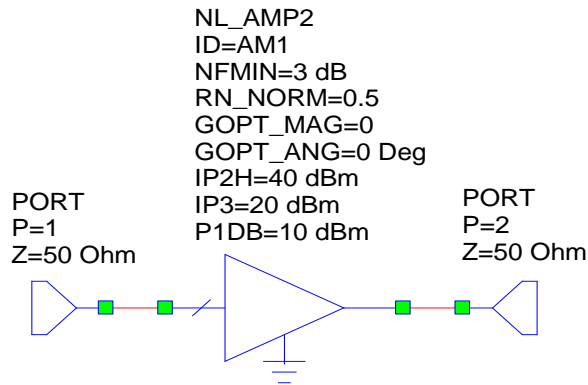 NL_AMP2
ID=AM1
NFMIN=3 dB
RN_NORM=0.5
GOPT_MAG=0
GOPT_ANG=0 Deg
IP2H=40 dBm
IP3=20 dBm
P1DB=10 dBm
PORT
P=1
Z=50 Ohm
PORT
P=2
Z=50 Ohm